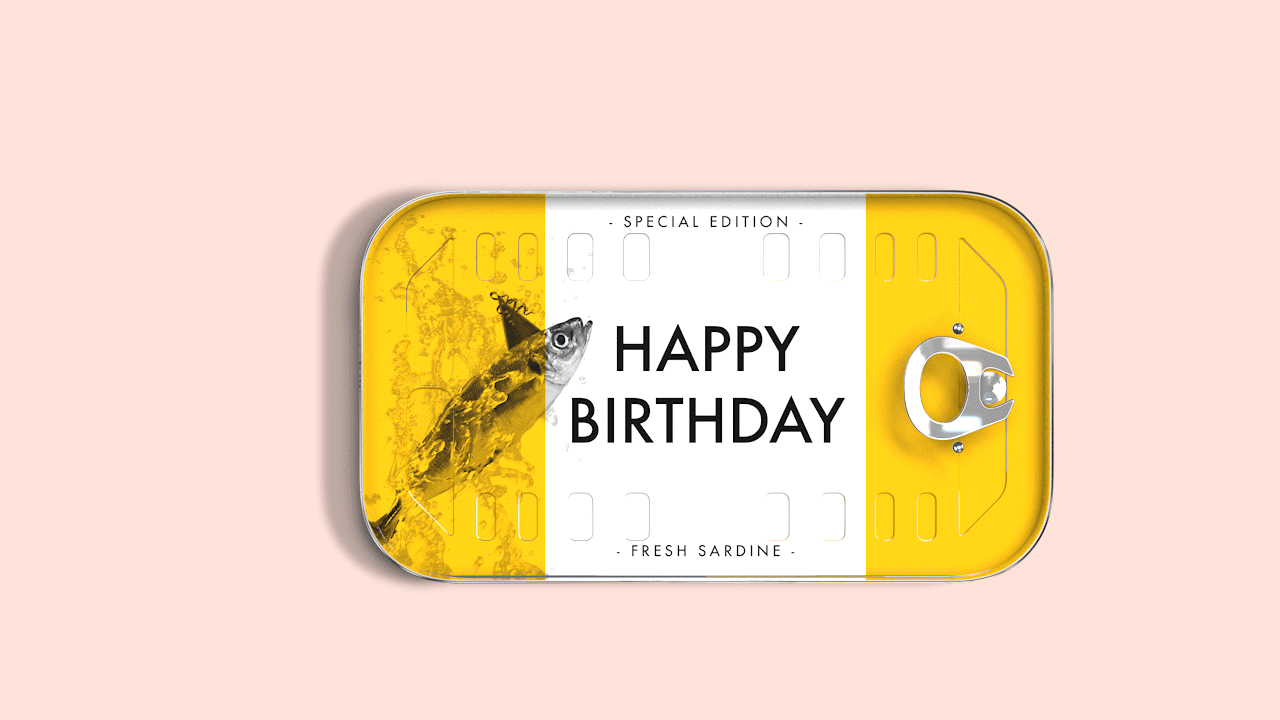 - SPECIAL EDITION -
HAPPY
BIRTHDAY
- FRESH SARDINE -